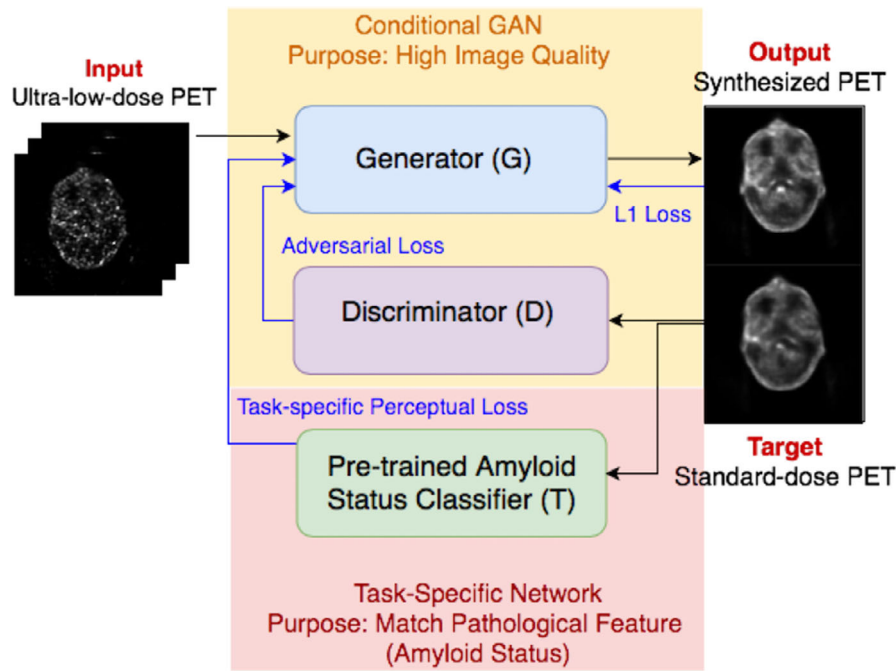 Conditional GAN
Purpose: High Image Quality
Input
Ultra-low-dose PET
Output
Synthesized PET
Generator (G)
L1 Loss
Adversarial Loss
Discriminator (D)
Task-specific Perceptual Loss
Pre-trained Amyloid
Status Classifier (T)
Target
Standard-dose PET
Task-Specific Network
Purpose: Match Pathological Feature
(Amyloid Status)